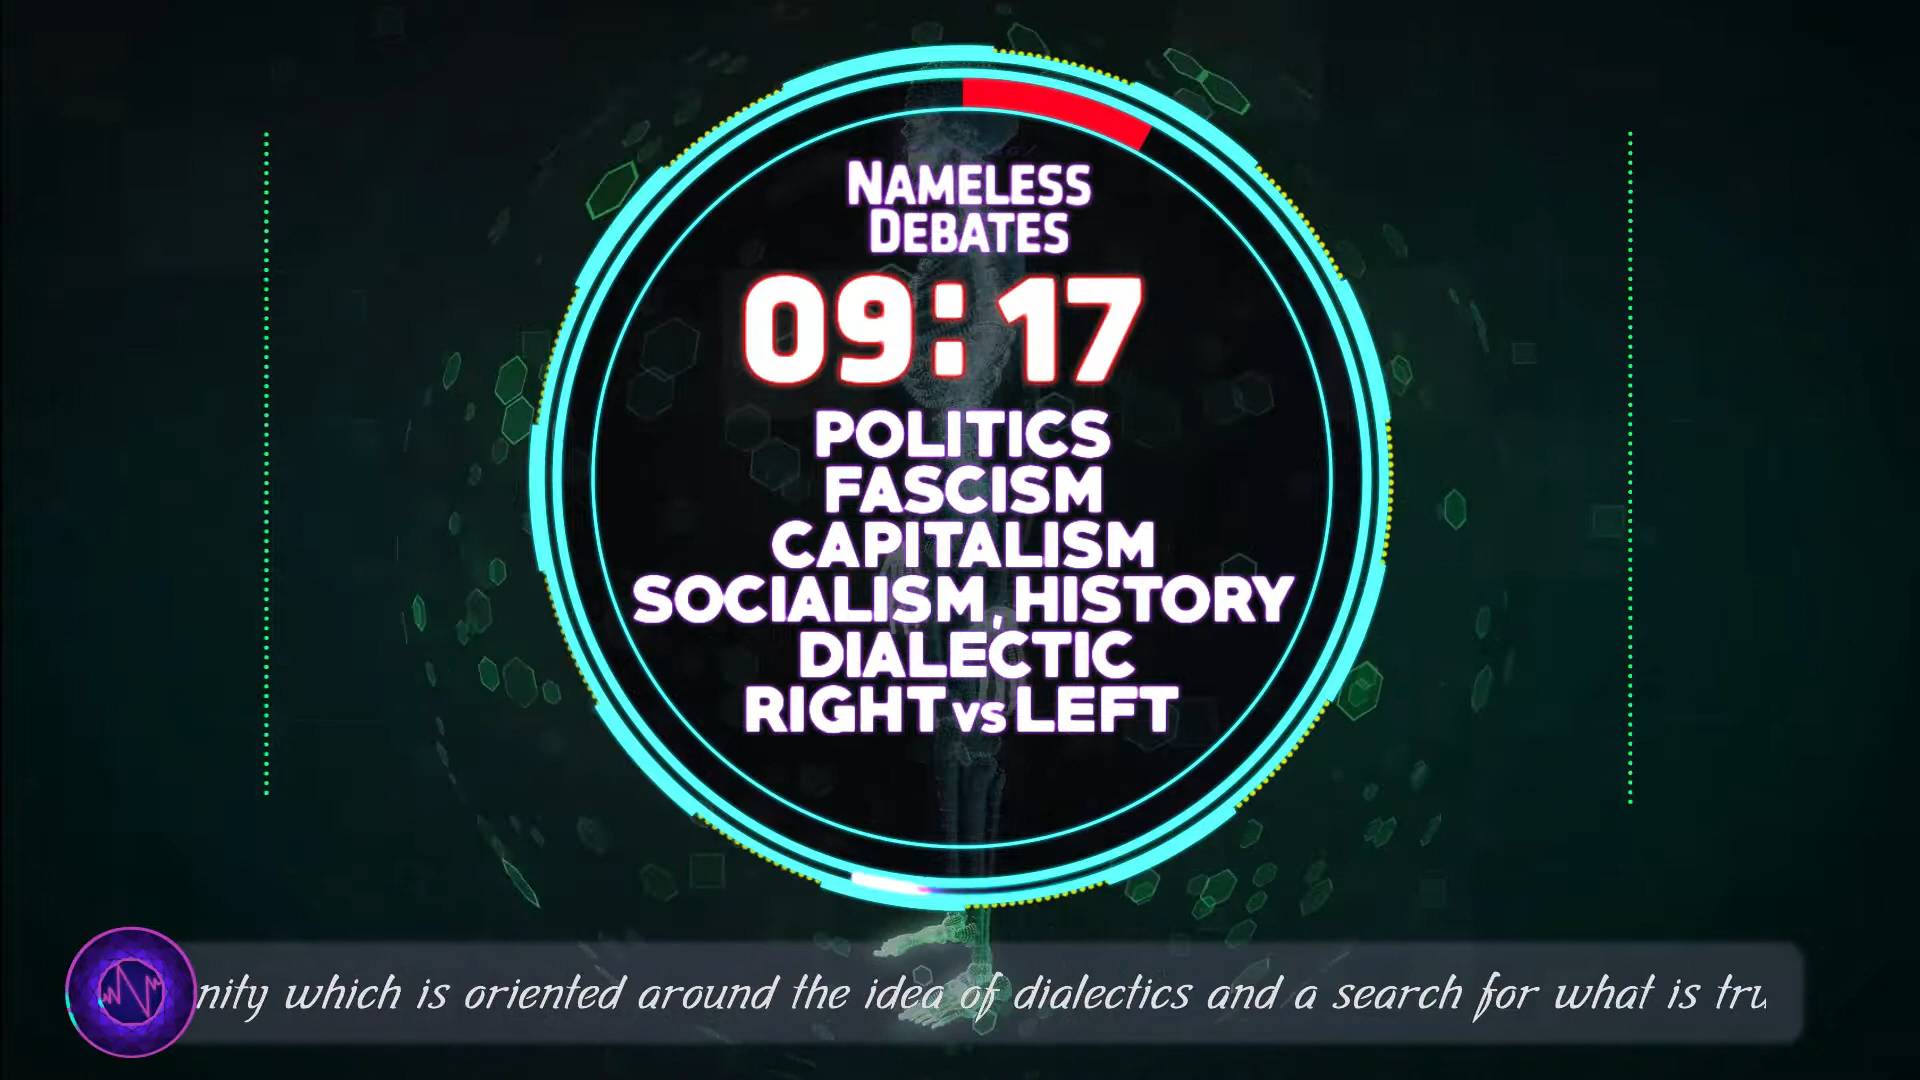 NAMELESS
DEBATES
09:17
POLITICS
FASCISM
CAPITALISM
SOCIALISM, HISTORY
DIALECTIC
RIGHT vs LEFT
nity which is oriented around the idea of dialectics and a search for what is tru